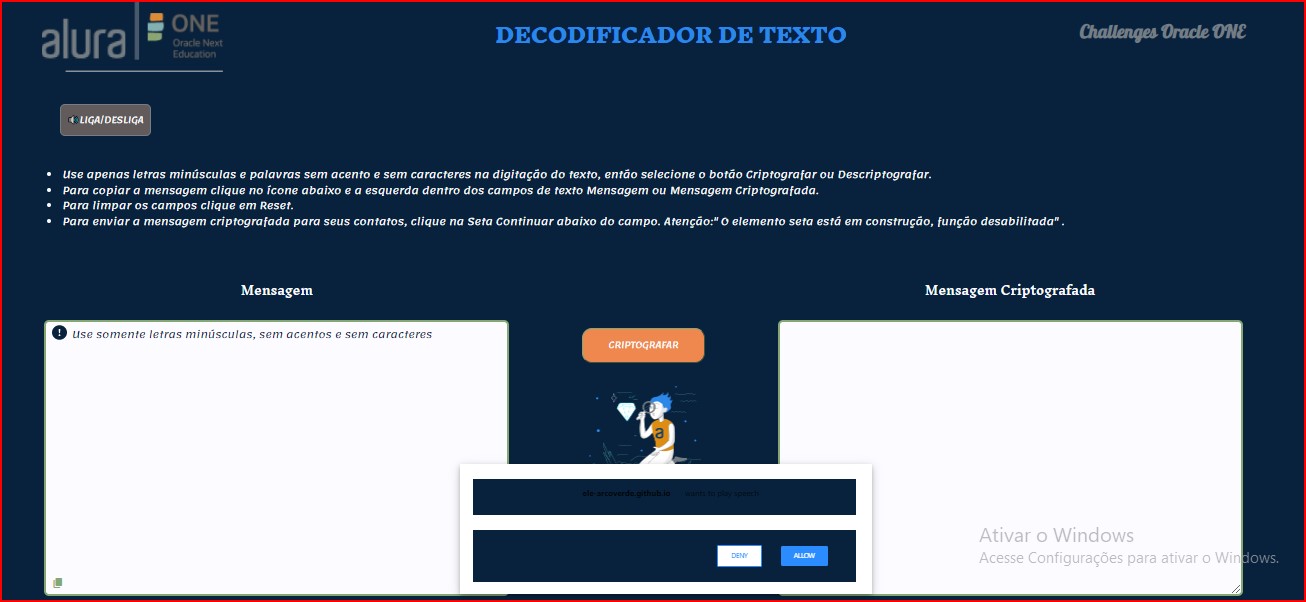 alura
ONE
Oracle Next
Education
DECODIFICADOR DE TEXTO
Challenges Oracle ONE
LIGA/DESLIGA
Use apenas letras minúsculas e palavras sem acento e sem caracteres na digitação do texto, então selecione o botão Criptografar ou Descriptografar.
Para copiar a mensagem clique no ícone abaixo e a esquerda dentro dos campos de texto Mensagem ou Mensagem Criptografada.
Para limpar os campos clique em Reset.
Para enviar a mensagem criptografada para seus contatos, clique na Seta Continuar abaixo do campo. Atenção:" O elemento seta está em construção, função desabilitada" .
Mensagem
Mensagem Criptografada
Use somente letras minúsculas, sem acentos e sem caracteres
CRIPTOGRAFAR
a
wants to play speech
DENY
ALLOW
Ativar o Windows
Acesse Configurações para ativar o Windows.